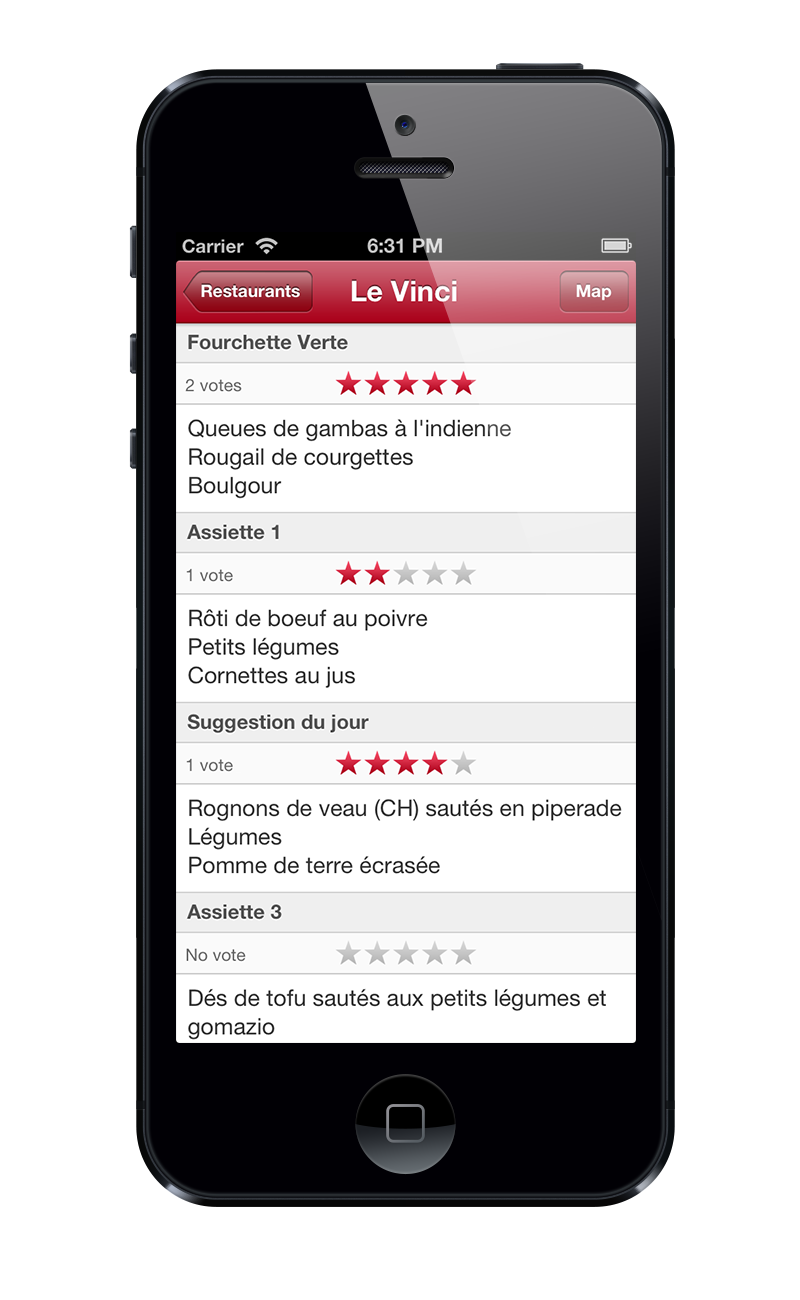 Carrier 6:31 PM
Restaurants Le Vinci Map
Fourchette Verte
2 votes
Queues de gambas à l'indienne
Rougail de courgettes
Boulgour
Assiette 1
1 vote
Rôti de boeuf au poivre
Petits légumes
Cornettes au jus
Suggestion du jour
1 vote
Rognons de veau (CH) sautés en piperade
Légumes
Pomme de terre écrasée
Assiette 3
No vote
Dés de tofu sautés aux petits légumes et
gomazio